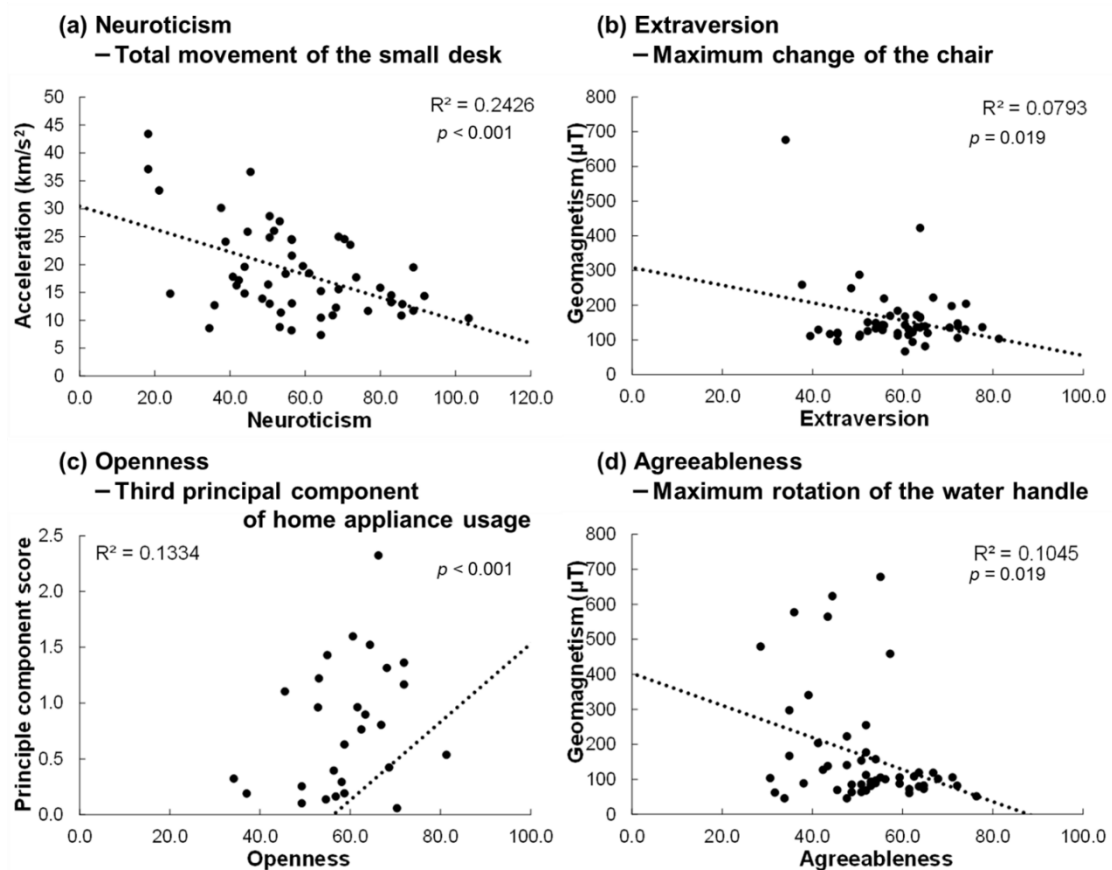 (a) Neuroticism
– Total movement of the small desk
R² = 0.2426
p < 0.001
Acceleration (km/s²)
50
45
40
35
30
25
20
15
10
5
0
0.0 20.0 40.0 60.0 80.0 100.0 120.0
Neuroticism
(b) Extraversion
– Maximum change of the chair
R² = 0.0793
p = 0.019
Geomagnetism (μT)
800
700
600
500
400
300
200
100
0
0.0 20.0 40.0 60.0 80.0 100.0
Extraversion
(c) Openness
– Third principal component
of home appliance usage
R² = 0.1334
p < 0.001
Principle component score
2.5
2.0
1.5
1.0
0.5
0.0
0.0 20.0 40.0 60.0 80.0 100.0
Openness
(d) Agreeableness
– Maximum rotation of the water handle
R² = 0.1045
p = 0.019
Geomagnetism (μT)
800
700
600
500
400
300
200
100
0
0.0 20.0 40.0 60.0 80.0 100.0
Agreeableness